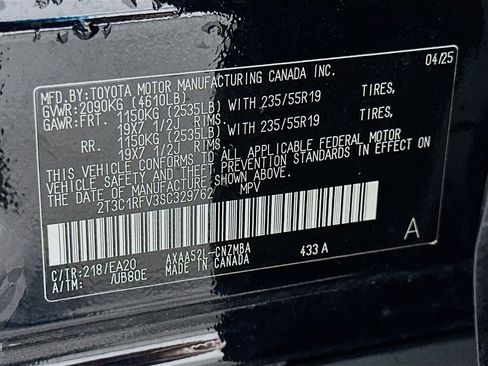 MFD.BY:TOYOTA MOTOR MANUFACTURING CANADA INC. 04/25
GVWR:2090KG (4610LB)
GAWR:FRT. 1150KG (2535LB) WITH 235/55R19 TIRES,
19X7 1/2J RIMS.
RR. 1150KG (2535LB) WITH 235/55R19 TIRES,
19X7 1/2J RIMS.
THIS VEHICLE CONFORMS TO ALL APPLICABLE FEDERAL MOTOR
VEHICLE SAFETY AND THEFT PREVENTION STANDARDS IN EFFECT ON
THE DATE OF MANUFACTURE SHOWN ABOVE.
2T3C1RFV3SC329762 MPV
C/TR:218/EA20 AXAA52L-CNZMBA 433 A A
A/TM: /UB80E MADE IN CANADA